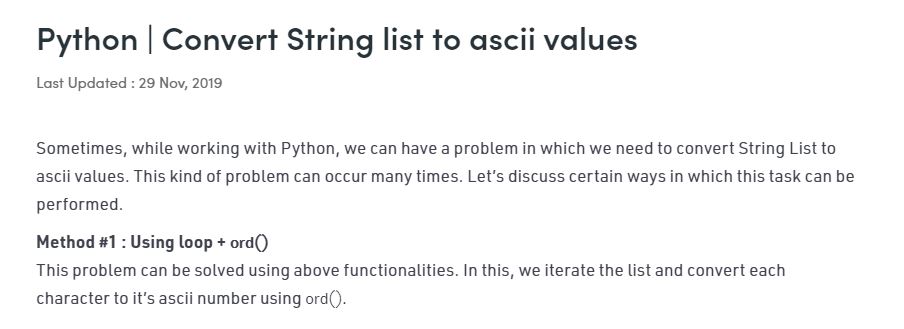 Python | Convert String list to ascii values
Last Updated : 29 Nov, 2019
Sometimes, while working with Python, we can have a problem in which we need to convert String List to
ascii values. This kind of problem can occur many times. Let’s discuss certain ways in which this task can be
performed.
Method #1 : Using loop + ord()
This problem can be solved using above functionalities. In this, we iterate the list and convert each
character to it’s ascii number using ord().